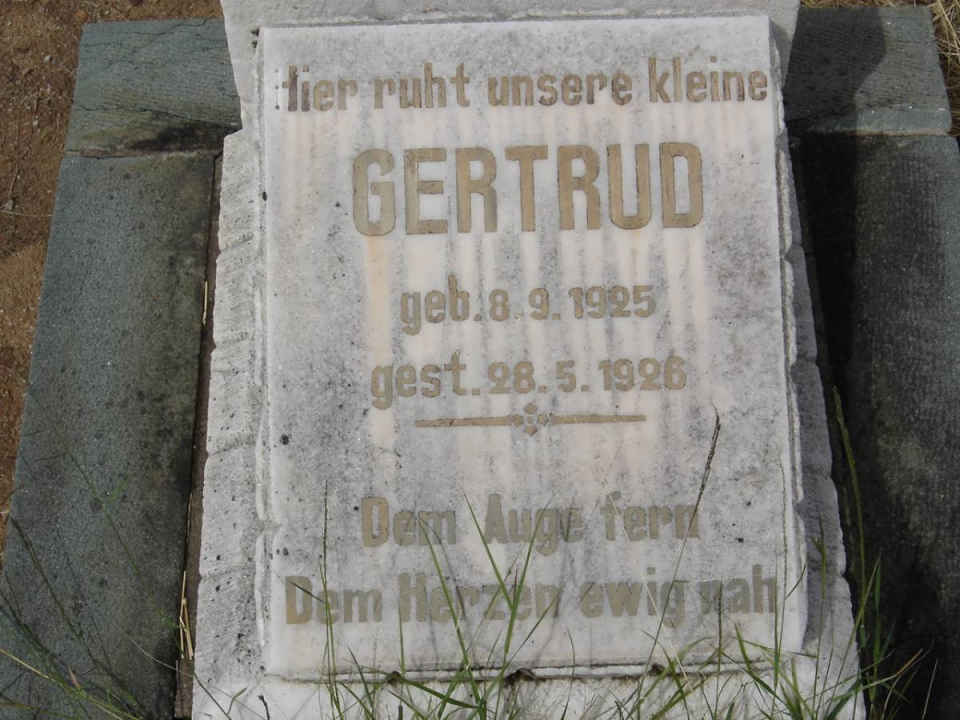 Hier ruht unsere kleine
GERTRUD
geb. 8. 9. 1925
gest. 28. 5. 1926
Dem Auge fern
Dem Herzen ewig nah